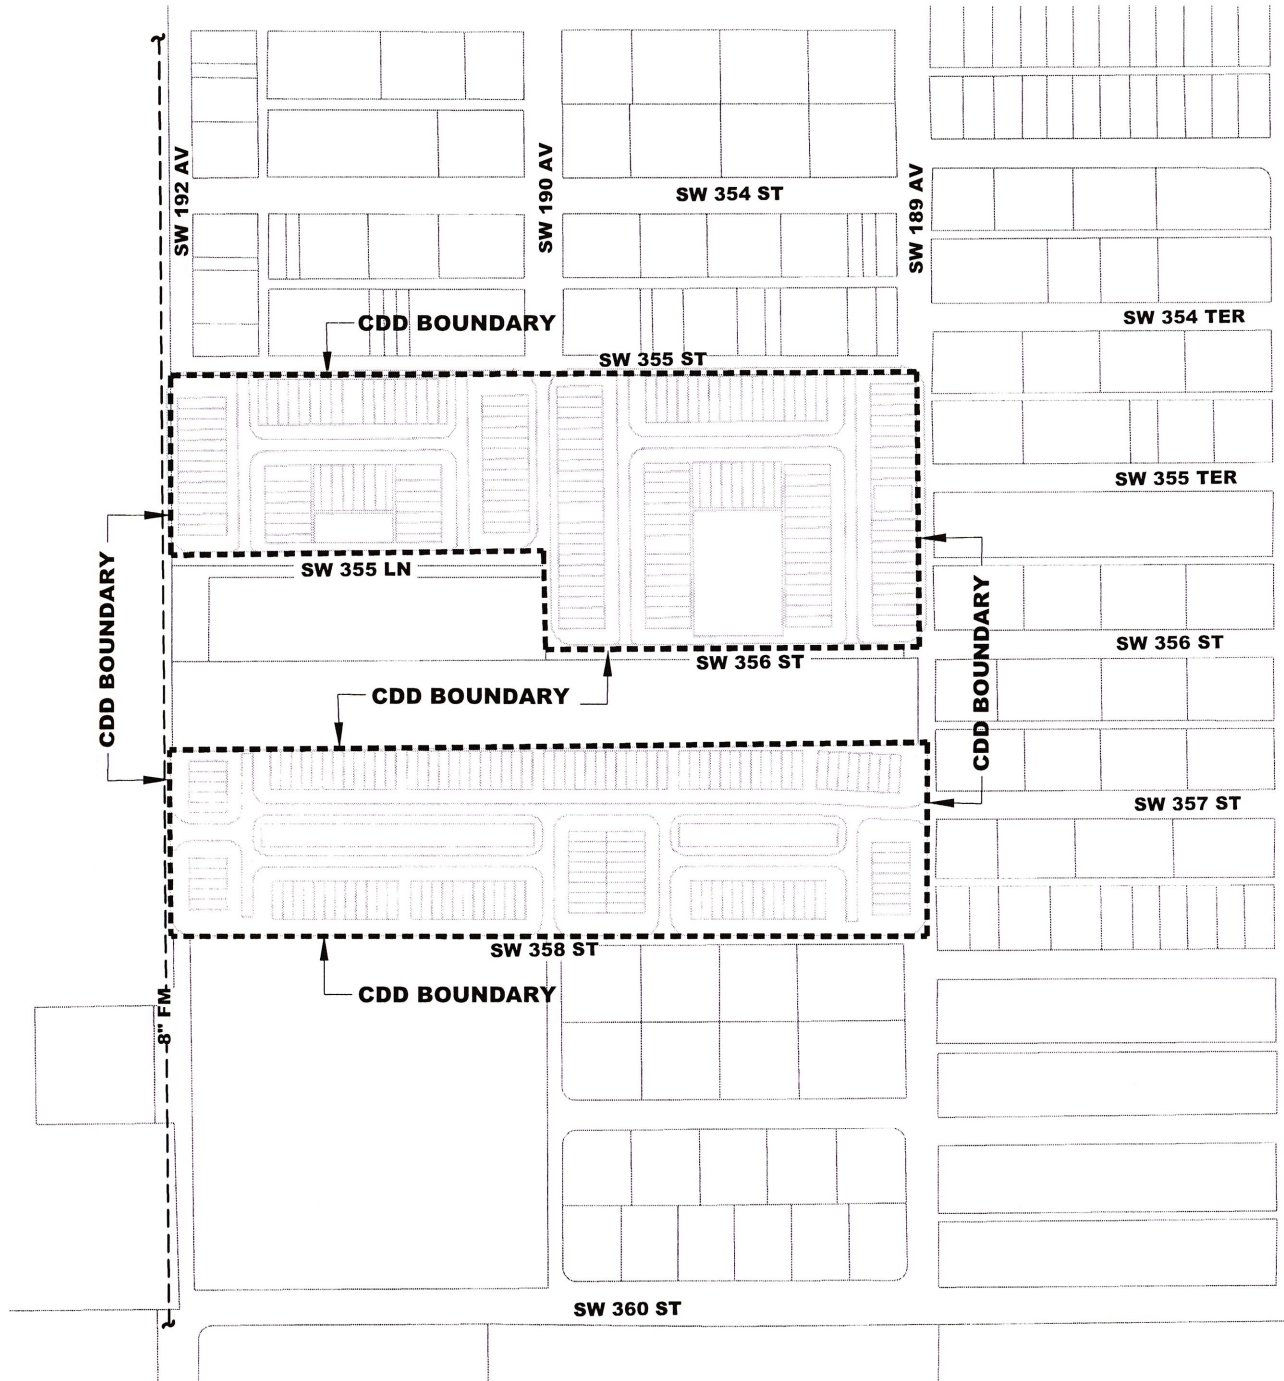 SW 192 AV
SW 190 AV
SW 189 AV
SW 354 ST
SW 354 TER
CDD BOUNDARY
SW 355 ST
SW 355 TER
CDD BOUNDARY
SW 355 LN
CDD BOUNDARY
SW 356 ST
SW 356 ST
CDD BOUNDARY
SW 357 ST
SW 358 ST
CDD BOUNDARY
8" FM
SW 360 ST